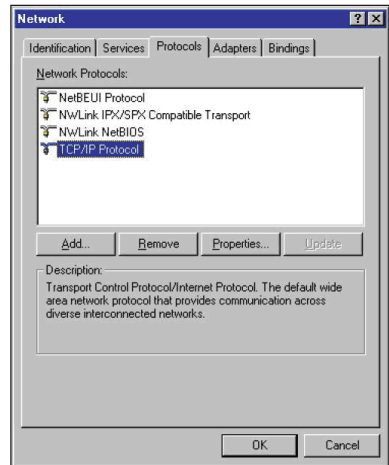 Network
Identification Services Protocols Adapters Bindings
Network Protocols:
NetBEUI Protocol
NWLink IPX/SPX Compatible Transport
NWLink NetBIOS
TCP/IP Protocol
Add... Remove Properties... Update
Description:
Transport Control Protocol/Internet Protocol. The default wide
area network protocol that provides communication across
diverse interconnected networks.
OK Cancel